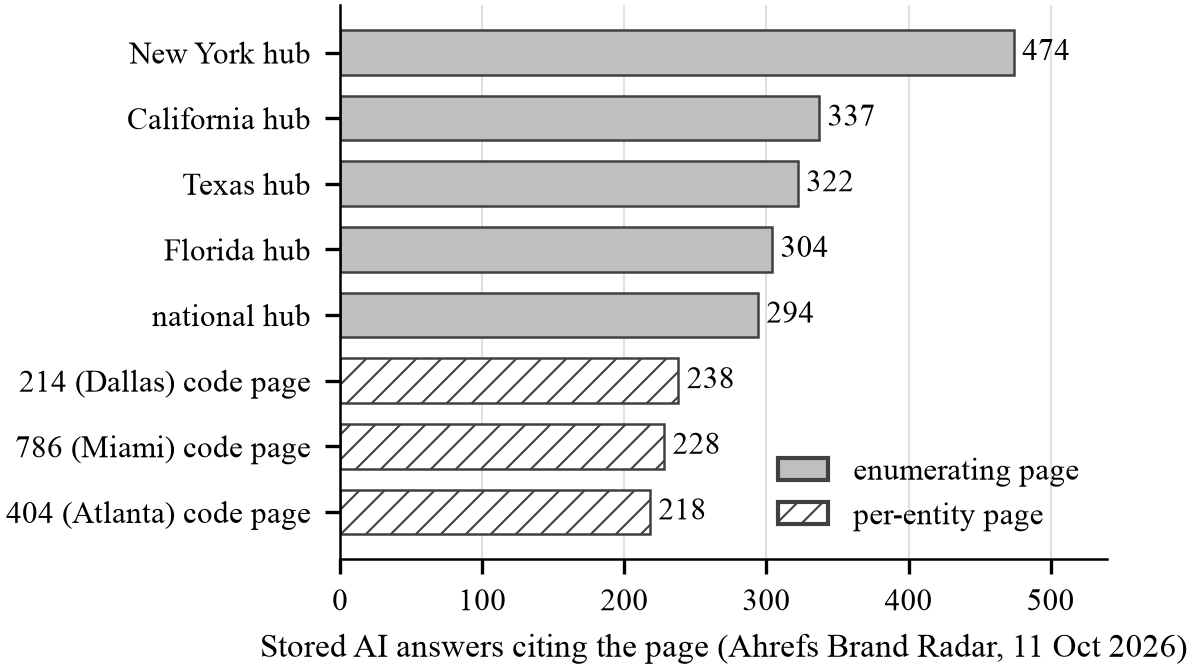 New York hub 474
California hub 337
Texas hub 322
Florida hub 304
national hub 294
214 (Dallas) code page 238
786 (Miami) code page 228
404 (Atlanta) code page 218
enumerating page
per-entity page
0 100 200 300 400 500
Stored AI answers citing the page (Ahrefs Brand Radar, 11 Oct 2026)